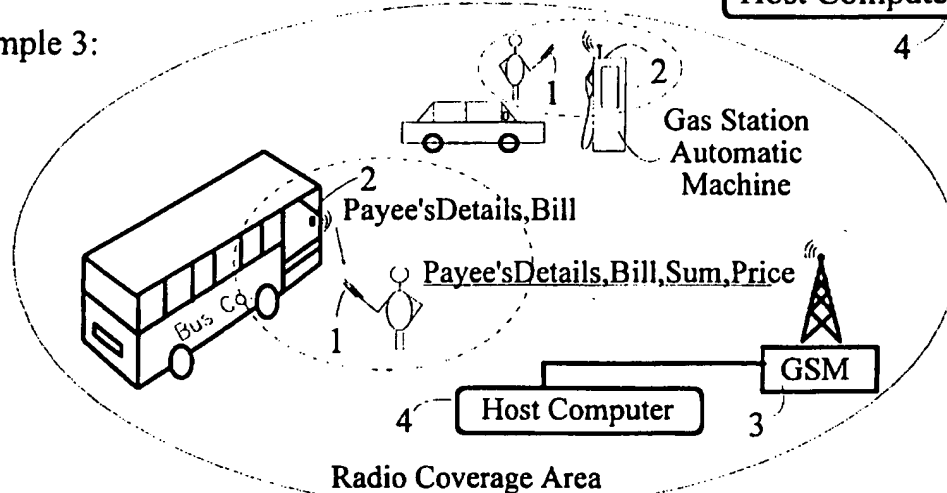 Host Compute
4
mple 3:
1
2
Gas Station
Automatic
Machine
2
Payee'sDetails,Bill
Payee'sDetails,Bill,Sum,Price
Bus Co
1
GSM
4
Host Computer
3
Radio Coverage Area